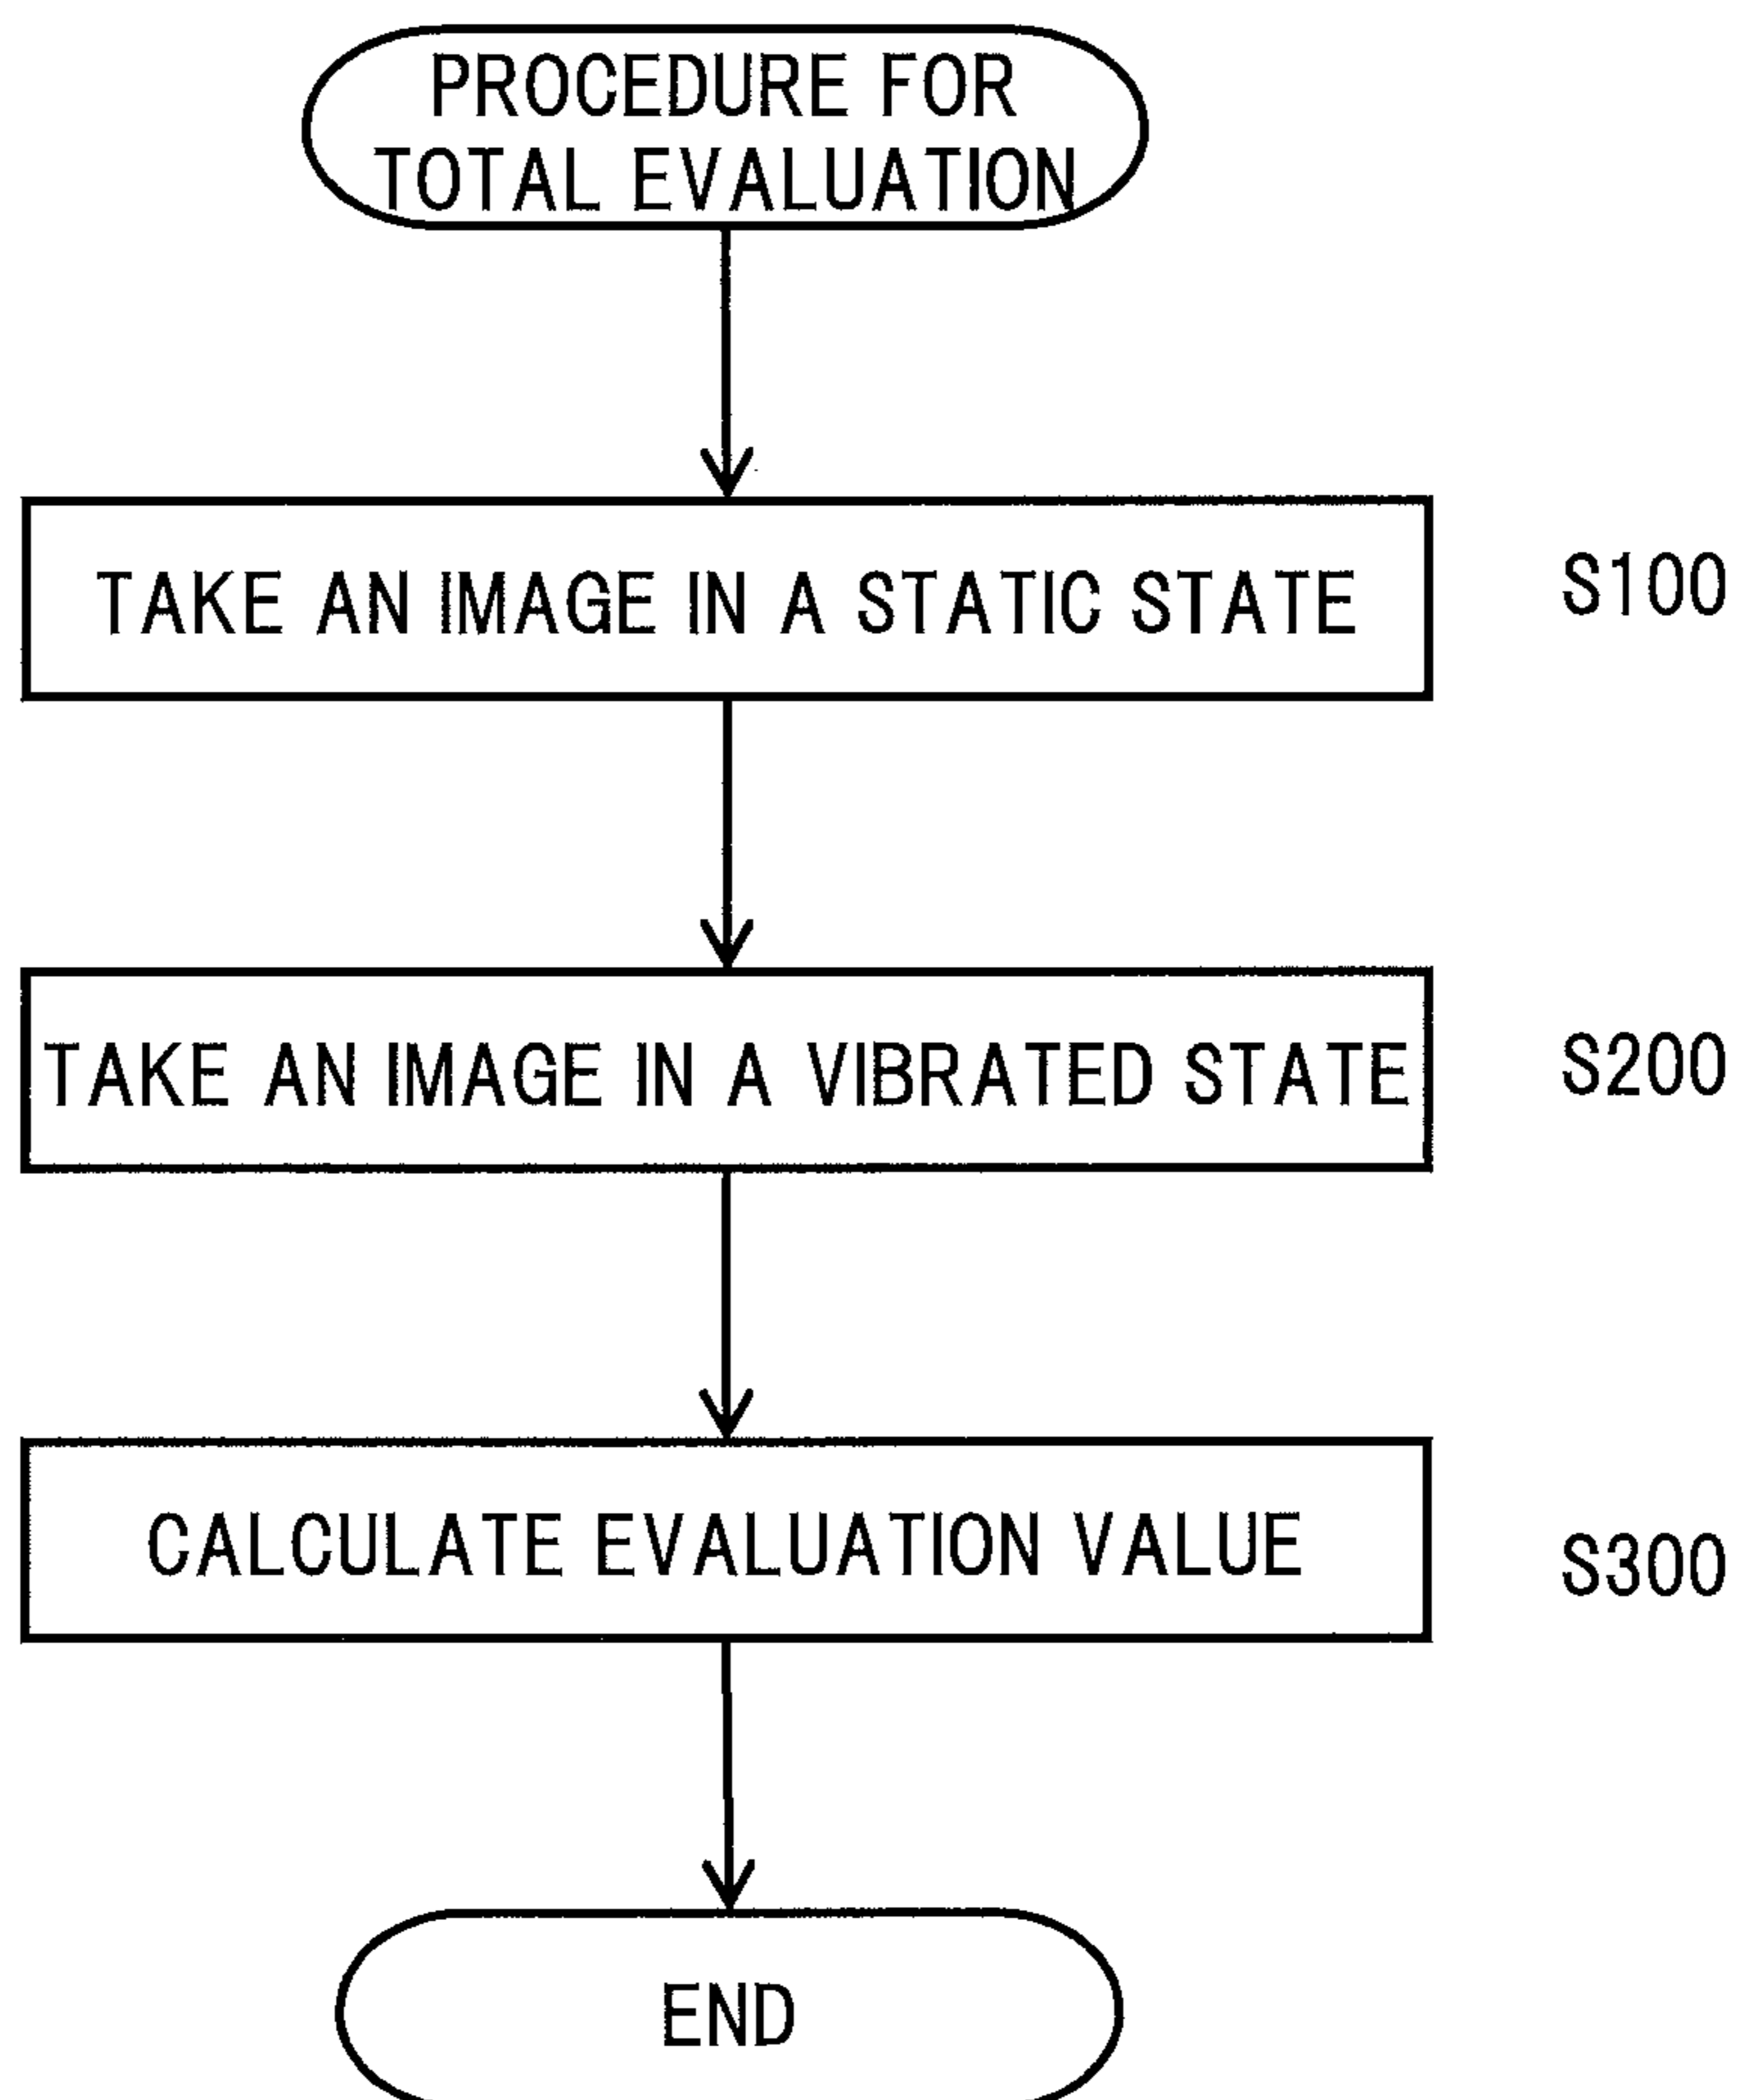 PROCEDURE FOR
TOTAL EVALUATION
TAKE AN IMAGE IN A STATIC STATE
S100
TAKE AN IMAGE IN A VIBRATED STATE
S200
CALCULATE EVALUATION VALUE
S300
END